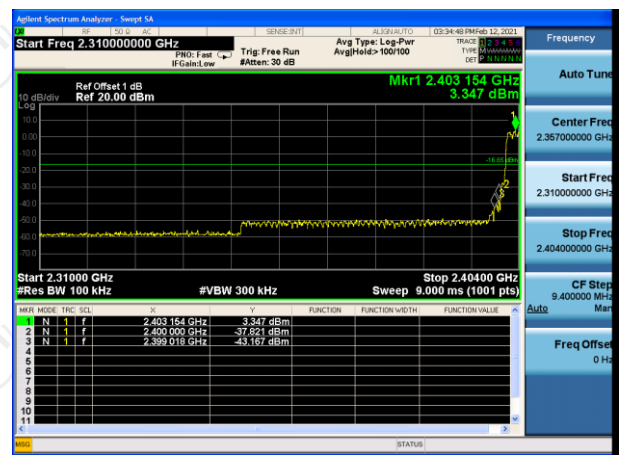 Agilent Spectrum Analyzer - Swept SA
RF 50 Ω AC SENSE:INT ALIGNAUTO 03:34:48 PM Feb 12, 2021
Start Freq 2.310000000 GHz
PNO: Fast
IFGain:Low
Trig: Free Run
#Atten: 30 dB
Avg Type: Log-Pwr
Avg|Hold:>100/100
TRACE 1 2 3 4 5 6
TYPE M
DET P N N N N N
Ref Offset 1 dB
10 dB/div Ref 20.00 dBm
Log
Mkr1 2.403 154 GHz
3.347 dBm
10.0
0.00
-10.0
-20.0
-30.0
-40.0
-50.0
-60.0
-70.0
1
-16.65 dBm
2
3
Start 2.31000 GHz Stop 2.40400 GHz
#Res BW 100 kHz #VBW 300 kHz Sweep 9.000 ms (1001 pts)
MKR MODE TRC SCL X Y FUNCTION FUNCTION WIDTH FUNCTION VALUE
1 N 1 f 2.403 154 GHz 3.347 dBm
2 N 1 f 2.400 000 GHz -37.821 dBm
3 N 1 f 2.399 018 GHz -43.167 dBm
4
5
6
7
8
9
10
11
MSG STATUS
Frequency
Auto Tune
Center Freq
2.357000000 GHz
Start Freq
2.310000000 GHz
Stop Freq
2.404000000 GHz
CF Step
9.400000 MHz
Auto Man
Freq Offset
0 Hz